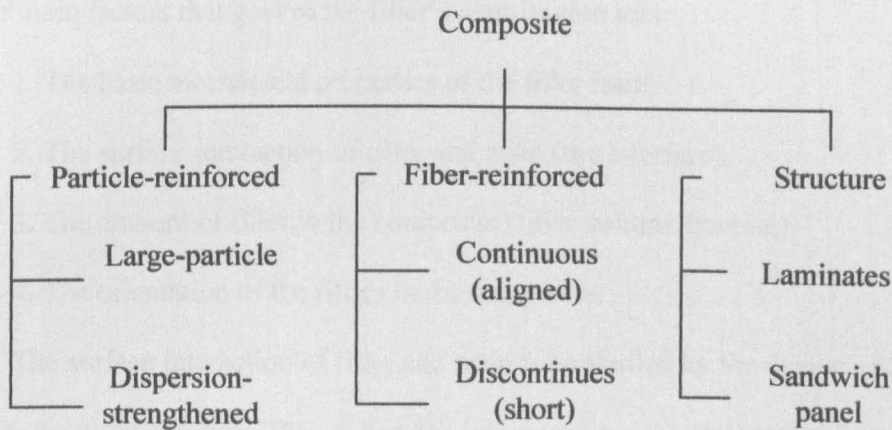 Composite
Particle-reinforced
Large-particle
Dispersion-
strengthened
Fiber-reinforced
Continuous
(aligned)
Discontinues
(short)
Structure
Laminates
Sandwich
panel